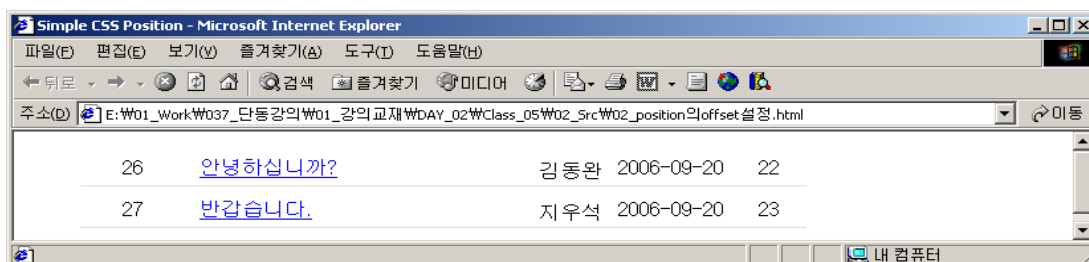 Simple CSS Position - Microsoft Internet Explorer
파일(F) 편집(E) 보기(V) 즐겨찾기(A) 도구(T) 도움말(H)
뒤로 검색 즐겨찾기 미디어
주소(D) E:₩01_Work₩037_단동강의₩01_강의교재₩DAY_02₩Class_05₩02_Src₩02_position의offset설정.html 이동
26 안녕하십니까? 김동완 2006-09-20 22
27 반갑습니다. 지우석 2006-09-20 23
내 컴퓨터